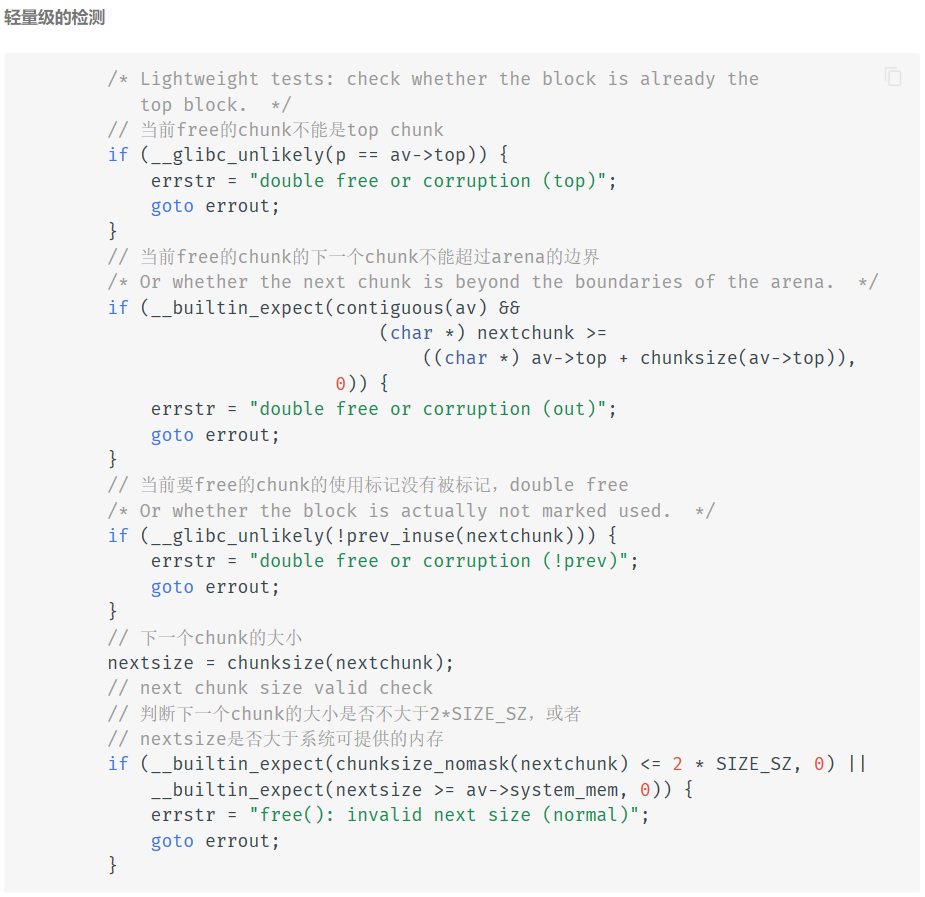 轻量级的检测
/* Lightweight tests: check whether the block is already the
   top block.  */
// 当前free的chunk不能是top chunk
if (__glibc_unlikely(p == av->top)) {
    errstr = "double free or corruption (top)";
    goto errout;
}
// 当前free的chunk的下一个chunk不能超过arena的边界
/* Or whether the next chunk is beyond the boundaries of the arena.  */
if (__builtin_expect(contiguous(av) &&
                         (char *) nextchunk >=
                             ((char *) av->top + chunksize(av->top)),
                     0)) {
    errstr = "double free or corruption (out)";
    goto errout;
}
// 当前要free的chunk的使用标记没有被标记，double free
/* Or whether the block is actually not marked used.  */
if (__glibc_unlikely(!prev_inuse(nextchunk))) {
    errstr = "double free or corruption (!prev)";
    goto errout;
}
// 下一个chunk的大小
nextsize = chunksize(nextchunk);
// next chunk size valid check
// 判断下一个chunk的大小是否不大于2*SIZE_SZ，或者
// nextsize是否大于系统可提供的内存
if (__builtin_expect(chunksize_nomask(nextchunk) <= 2 * SIZE_SZ, 0) ||
    __builtin_expect(nextsize >= av->system_mem, 0)) {
    errstr = "free(): invalid next size (normal)";
    goto errout;
}